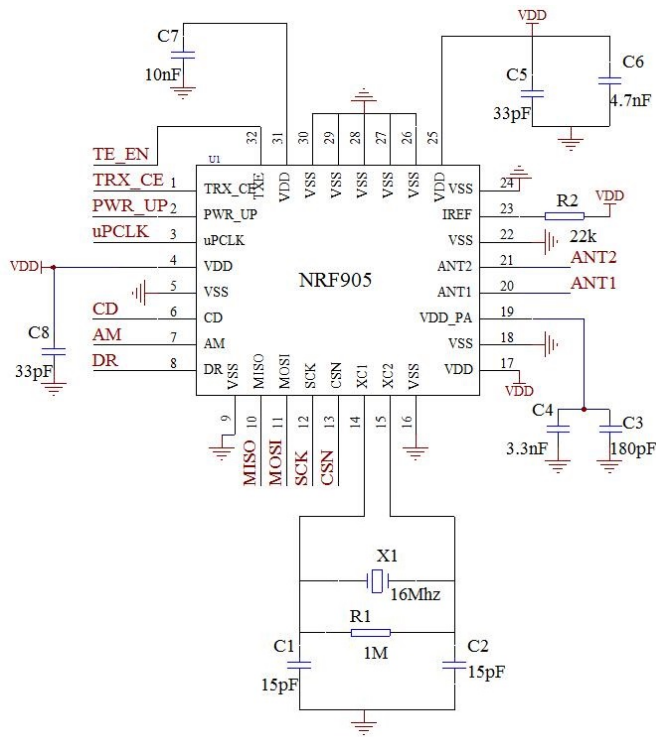 C7
10nF
VDD
C5
33pF
C6
4.7nF
TE_EN
32
31
30
29
28
27
26
25
U1
TXE
VDD
VSS
VSS
VSS
VSS
VSS
VDD
TRX_CE
1
TRX_CE
VSS
24
PWR_UP
2
PWR_UP
IREF
23
R2
22k
VDD
uPCLK
3
uPCLK
VSS
22
VDD
4
VDD
ANT2
21
ANT2
5
VSS
NRF905
ANT1
20
ANT1
CD
6
CD
VDD_PA
19
AM
7
AM
VSS
18
DR
8
DR
VDD
17
VDD
C8
33pF
VSS
MISO
MOSI
SCK
CSN
XC1
XC2
VSS
9
10
11
12
13
14
15
16
MISO
MOSI
SCK
CSN
C4
3.3nF
C3
180pF
X1
16Mhz
R1
1M
C1
15pF
C2
15pF